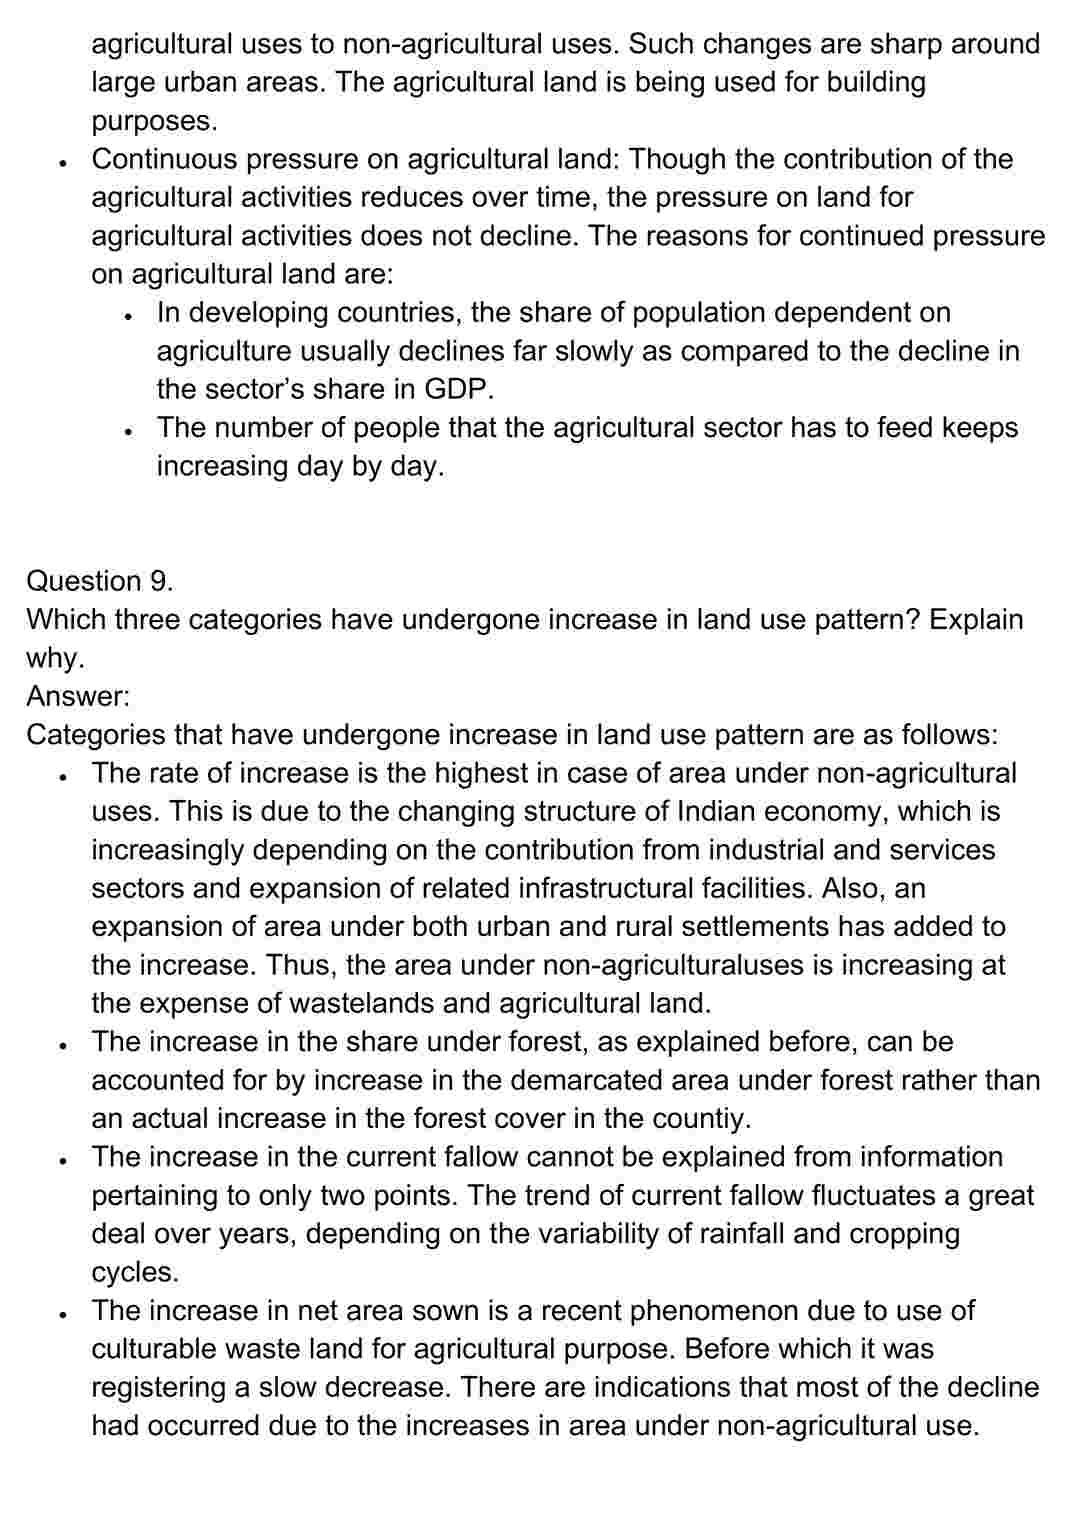 agricultural uses to non-agricultural uses. Such changes are sharp around
large urban areas. The agricultural land is being used for building
purposes.
• Continuous pressure on agricultural land: Though the contribution of the
agricultural activities reduces over time, the pressure on land for
agricultural activities does not decline. The reasons for continued pressure
on agricultural land are:
• In developing countries, the share of population dependent on
agriculture usually declines far slowly as compared to the decline in
the sector’s share in GDP.
• The number of people that the agricultural sector has to feed keeps
increasing day by day.
Question 9.
Which three categories have undergone increase in land use pattern? Explain
why.
Answer:
Categories that have undergone increase in land use pattern are as follows:
• The rate of increase is the highest in case of area under non-agricultural
uses. This is due to the changing structure of Indian economy, which is
increasingly depending on the contribution from industrial and services
sectors and expansion of related infrastructural facilities. Also, an
expansion of area under both urban and rural settlements has added to
the increase. Thus, the area under non-agriculturaluses is increasing at
the expense of wastelands and agricultural land.
• The increase in the share under forest, as explained before, can be
accounted for by increase in the demarcated area under forest rather than
an actual increase in the forest cover in the countiy.
• The increase in the current fallow cannot be explained from information
pertaining to only two points. The trend of current fallow fluctuates a great
deal over years, depending on the variability of rainfall and cropping
cycles.
• The increase in net area sown is a recent phenomenon due to use of
culturable waste land for agricultural purpose. Before which it was
registering a slow decrease. There are indications that most of the decline
had occurred due to the increases in area under non-agricultural use.